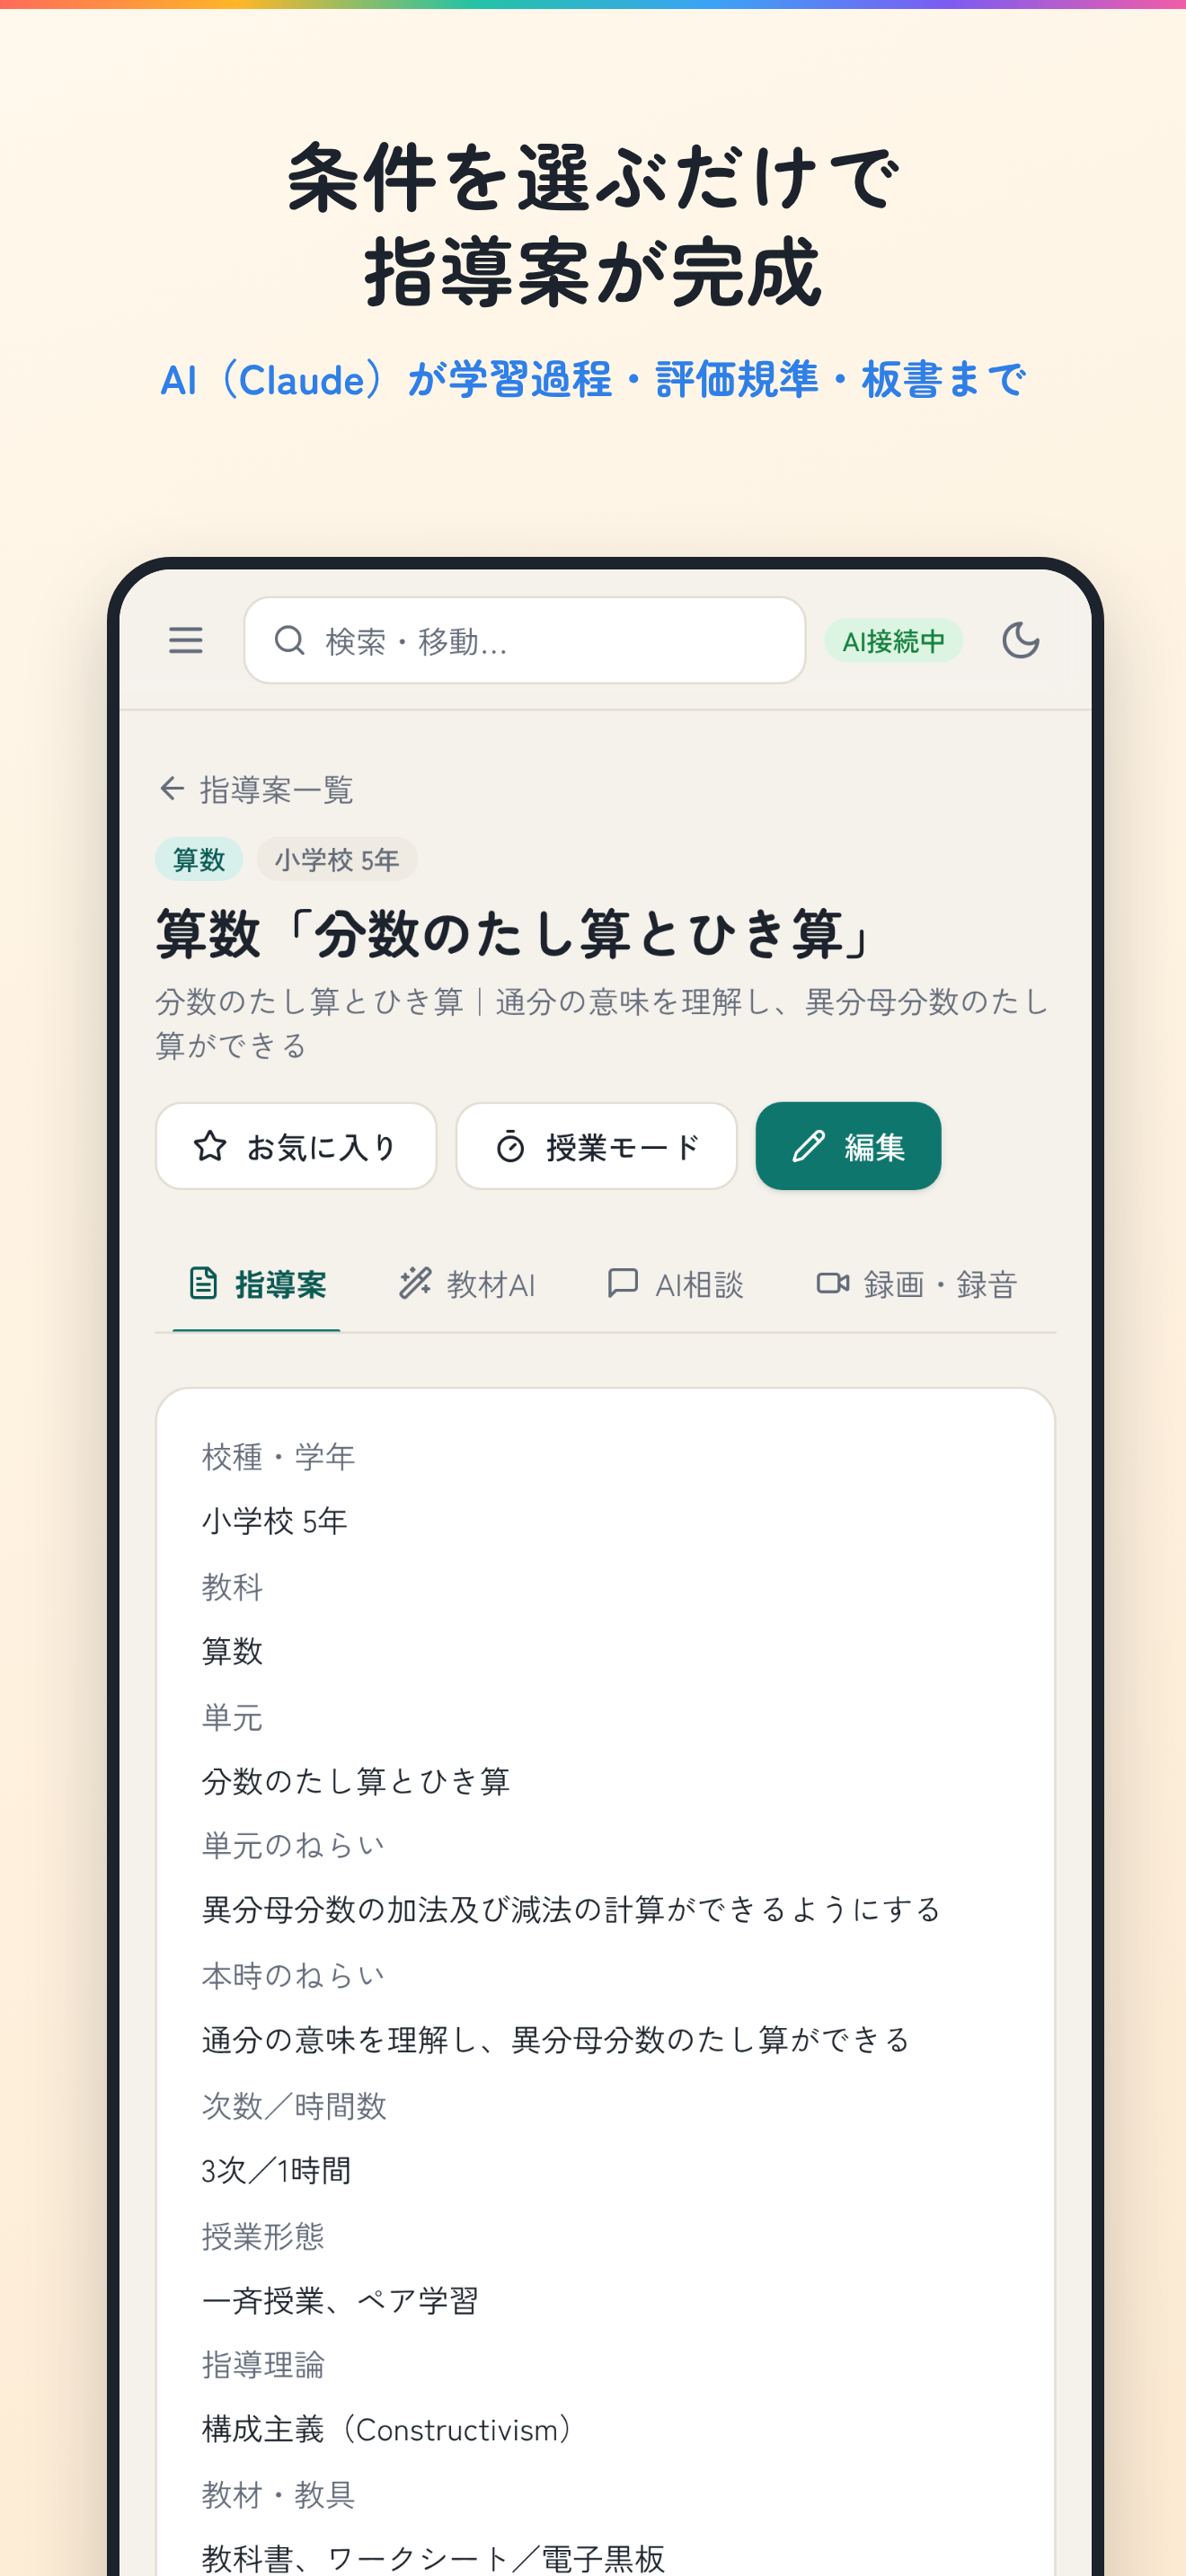 条件を選ぶだけで
指導案が完成
AI（Claude）が学習過程・評価規準・板書まで
検索・移動...
AI接続中
指導案一覧
算数 小学校 5年
算数「分数のたし算とひき算」
分数のたし算とひき算｜通分の意味を理解し、異分母分数のたし
算ができる
お気に入り 授業モード 編集
指導案 教材AI AI相談 録画・録音
校種・学年
小学校 5年
教科
算数
単元
分数のたし算とひき算
単元のねらい
異分母分数の加法及び減法の計算ができるようにする
本時のねらい
通分の意味を理解し、異分母分数のたし算ができる
次数／時間数
3次／1時間
授業形態
一斉授業、ペア学習
指導理論
構成主義（Constructivism）
教材・教具
教科書、ワークシート／電子黒板